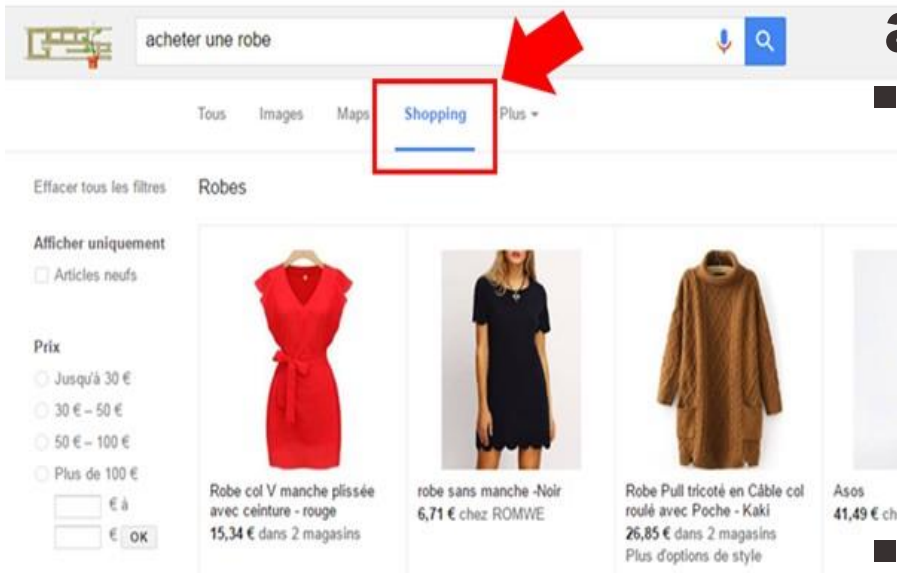 acheter une robe
Tous Images Maps Shopping Plus
Effacer tous les filtres
Robes
Afficher uniquement
Articles neufs
Prix
Jusqu'à 30 €
30 € – 50 €
50 € – 100 €
Plus de 100 €
€ à
€ OK
Robe col V manche plissée
avec ceinture - rouge
15,34 € dans 2 magasins
robe sans manche -Noir
6,71 € chez ROMWE
Robe Pull tricoté en Câble col
roulé avec Poche - Kaki
26,85 € dans 2 magasins
Plus d'options de style
Asos
41,49 € ch